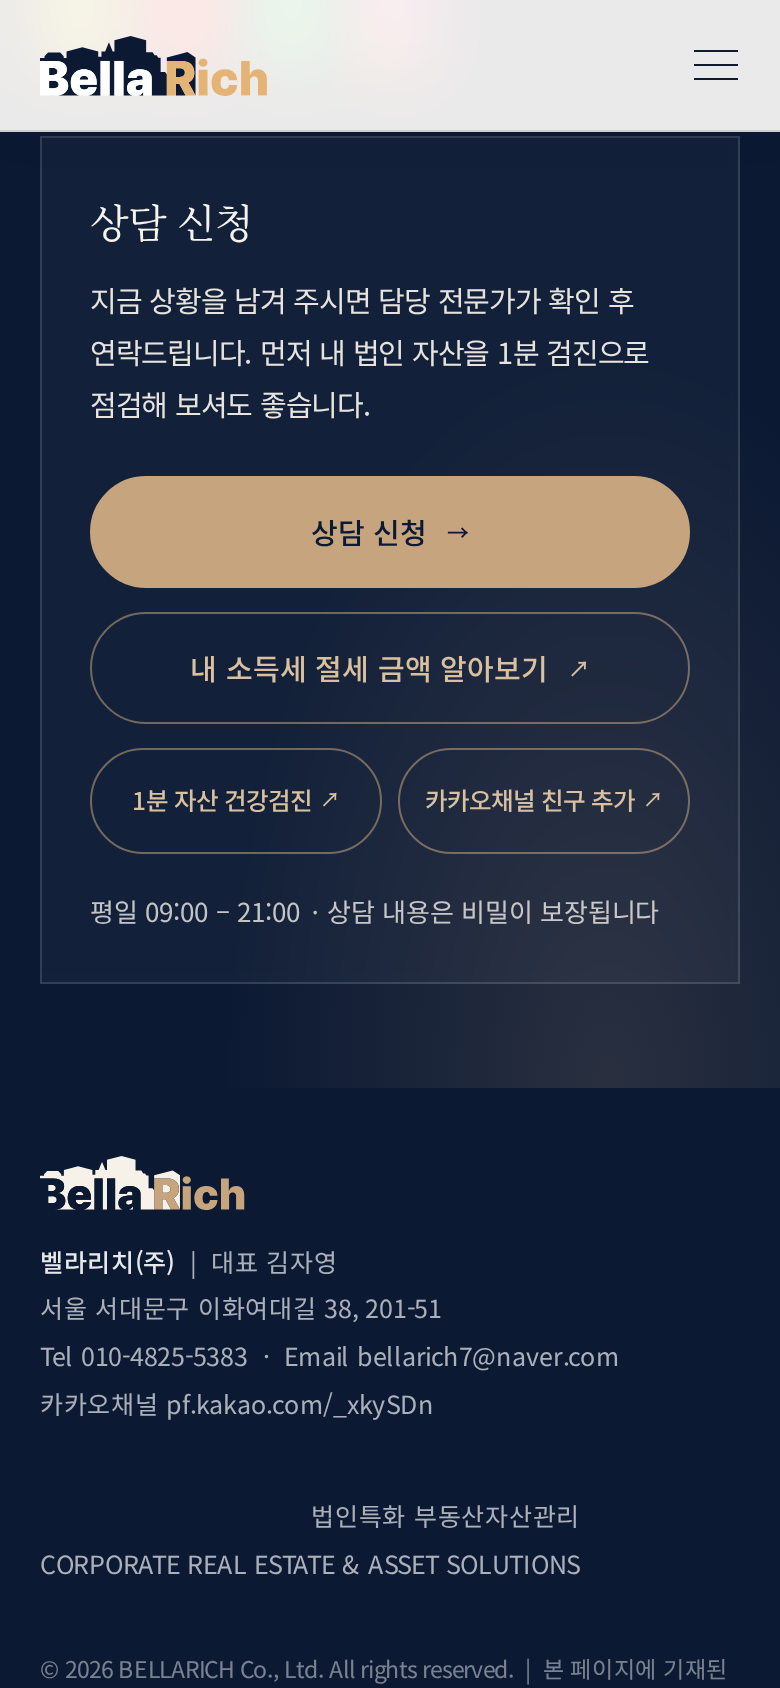 Bella Rich
상담 신청
지금 상황을 남겨 주시면 담당 전문가가 확인 후
연락드립니다. 먼저 내 법인 자산을 1분 검진으로
점검해 보셔도 좋습니다.
상담 신청 →
내 소득세 절세 금액 알아보기 ↗
1분 자산 건강검진 ↗
카카오채널 친구 추가 ↗
평일 09:00 – 21:00 · 상담 내용은 비밀이 보장됩니다
Bella Rich
벨라리치(주) | 대표 김자영
서울 서대문구 이화여대길 38, 201-51
Tel 010-4825-5383 · Email bellarich7@naver.com
카카오채널 pf.kakao.com/_xkySDn
법인특화 부동산자산관리
CORPORATE REAL ESTATE & ASSET SOLUTIONS
© 2026 BELLARICH Co., Ltd. All rights reserved. | 본 페이지에 기재된